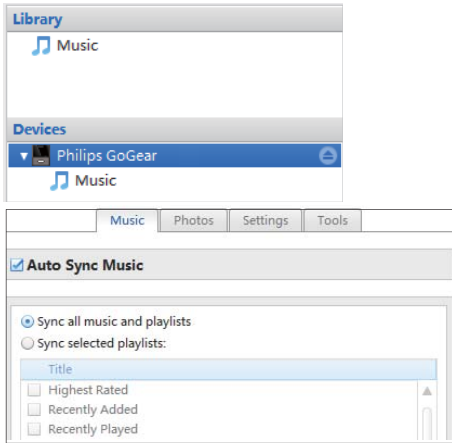 Library
Music
Devices
Philips GoGear
Music
Music Photos Settings Tools
Auto Sync Music
Sync all music and playlists
Sync selected playlists:
Title
Highest Rated
Recently Added
Recently Played